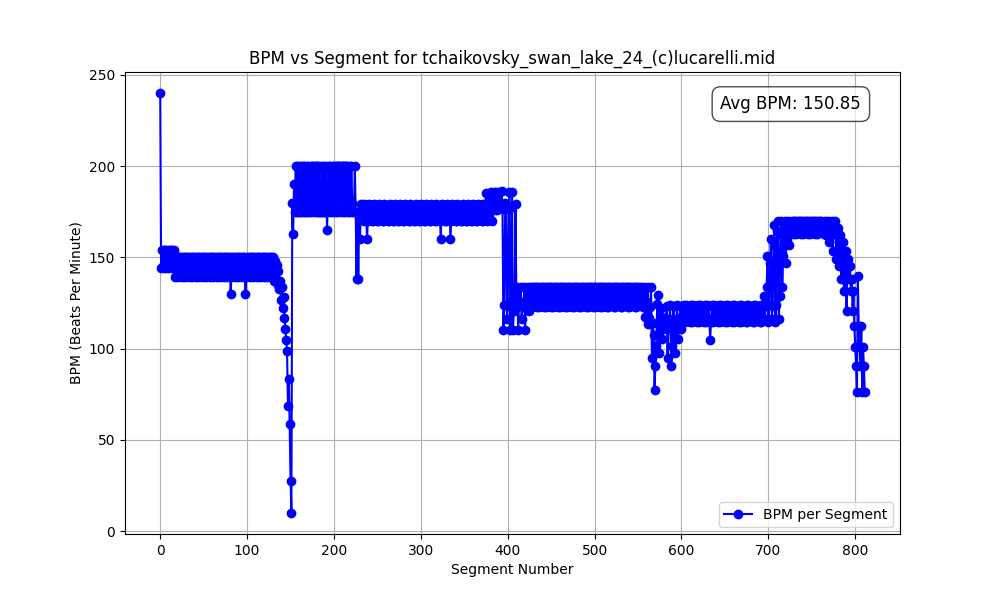 BPM vs Segment for tchaikovsky_swan_lake_24_(c)lucarelli.mid
Avg BPM: 150.85
BPM (Beats Per Minute)
250
200
150
100
50
0
0 100 200 300 400 500 600 700 800
Segment Number
BPM per Segment